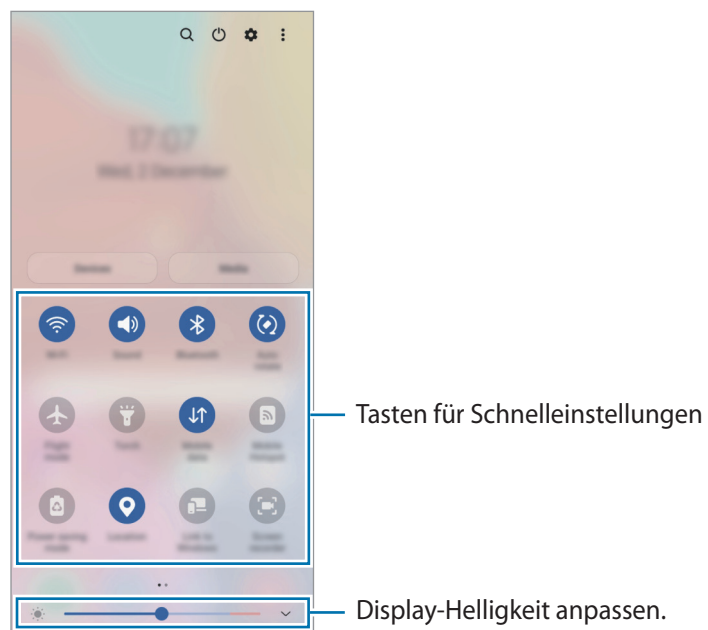 17:07
Wed, 2 December
Devices
Media
Wi-Fi
Sound
Bluetooth
Auto
rotate
Flight
mode
Torch
Mobile
data
Mobile
Hotspot
Tasten für Schnelleinstellungen
Power saving
mode
Location
Link to
Windows
Screen
recorder
Display-Helligkeit anpassen.